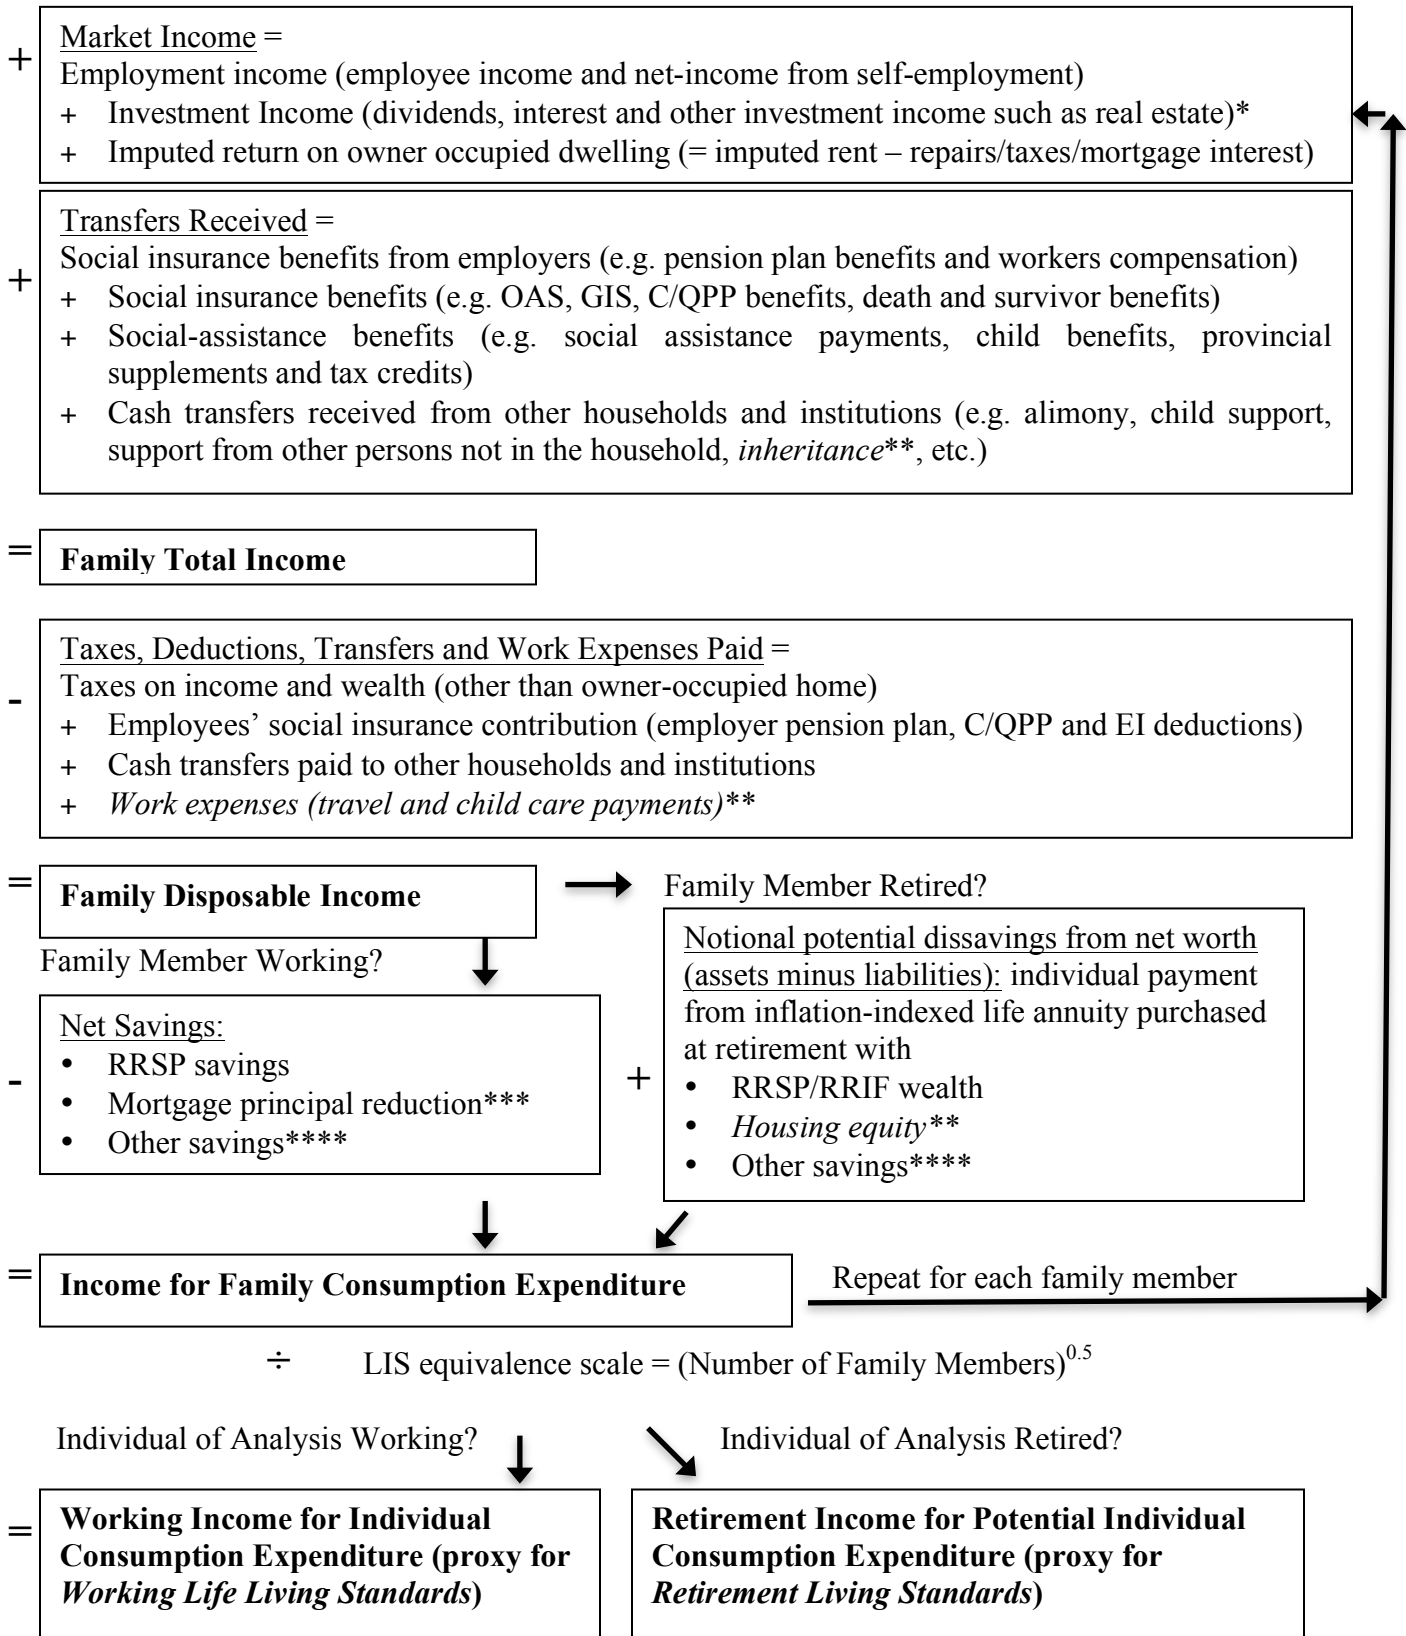 +
Market Income =
Employment income (employee income and net-income from self-employment)
+ Investment Income (dividends, interest and other investment income such as real estate)*
+ Imputed return on owner occupied dwelling (= imputed rent – repairs/taxes/mortgage interest)
+
Transfers Received =
Social insurance benefits from employers (e.g. pension plan benefits and workers compensation)
+ Social insurance benefits (e.g. OAS, GIS, C/QPP benefits, death and survivor benefits)
+ Social-assistance benefits (e.g. social assistance payments, child benefits, provincial
supplements and tax credits)
+ Cash transfers received from other households and institutions (e.g. alimony, child support,
support from other persons not in the household, inheritance**, etc.)
=
Family Total Income
-
Taxes, Deductions, Transfers and Work Expenses Paid =
Taxes on income and wealth (other than owner-occupied home)
+ Employees’ social insurance contribution (employer pension plan, C/QPP and EI deductions)
+ Cash transfers paid to other households and institutions
+ Work expenses (travel and child care payments)**
=
Family Disposable Income
Family Member Working?
-
Net Savings:
• RRSP savings
• Mortgage principal reduction***
• Other savings****
Family Member Retired?
+
Notional potential dissavings from net worth
(assets minus liabilities): individual payment
from inflation-indexed life annuity purchased
at retirement with
• RRSP/RRIF wealth
• Housing equity**
• Other savings****
=
Income for Family Consumption Expenditure
Repeat for each family member
÷ LIS equivalence scale = (Number of Family Members)^0.5
Individual of Analysis Working?
Individual of Analysis Retired?
=
Working Income for Individual
Consumption Expenditure (proxy for
Working Life Living Standards)
Retirement Income for Potential Individual
Consumption Expenditure (proxy for
Retirement Living Standards)